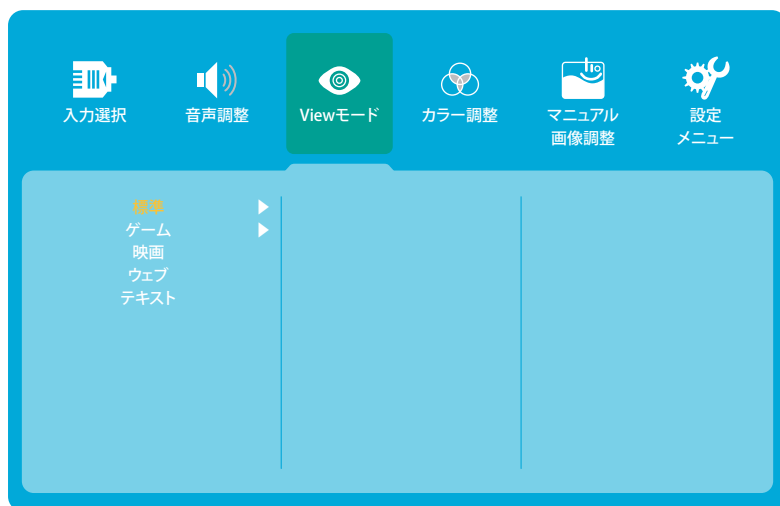 入力選択
音声調整
Viewモード
カラー調整
マニュアル
画像調整
設定
メニュー
標準
ゲーム
映画
ウェブ
テキスト